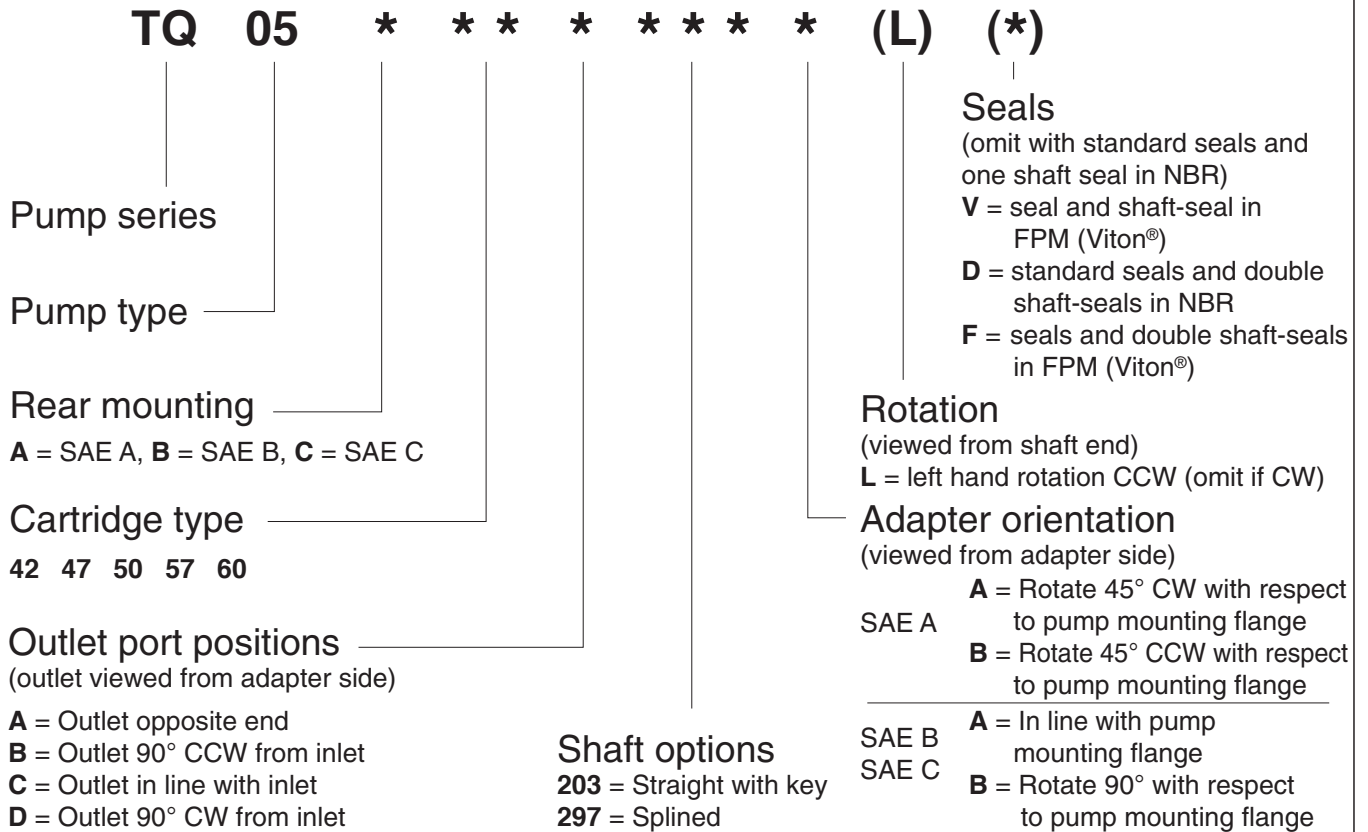 TQ 05 * * * * * * * * (L) (*)
Pump series
Pump type
Rear mounting
A = SAE A, B = SAE B, C = SAE C
Cartridge type
42 47 50 57 60
Outlet port positions
(outlet viewed from adapter side)
A = Outlet opposite end
B = Outlet 90° CCW from inlet
C = Outlet in line with inlet
D = Outlet 90° CW from inlet
Shaft options
203 = Straight with key
297 = Splined
Seals
(omit with standard seals and
one shaft seal in NBR)
V = seal and shaft-seal in
FPM (Viton®)
D = standard seals and double
shaft-seals in NBR
F = seals and double shaft-seals
in FPM (Viton®)
Rotation
(viewed from shaft end)
L = left hand rotation CCW (omit if CW)
Adapter orientation
(viewed from adapter side)
SAE A
A = Rotate 45° CW with respect
to pump mounting flange
B = Rotate 45° CCW with respect
to pump mounting flange
SAE B
SAE C
A = In line with pump
mounting flange
B = Rotate 90° with respect
to pump mounting flange